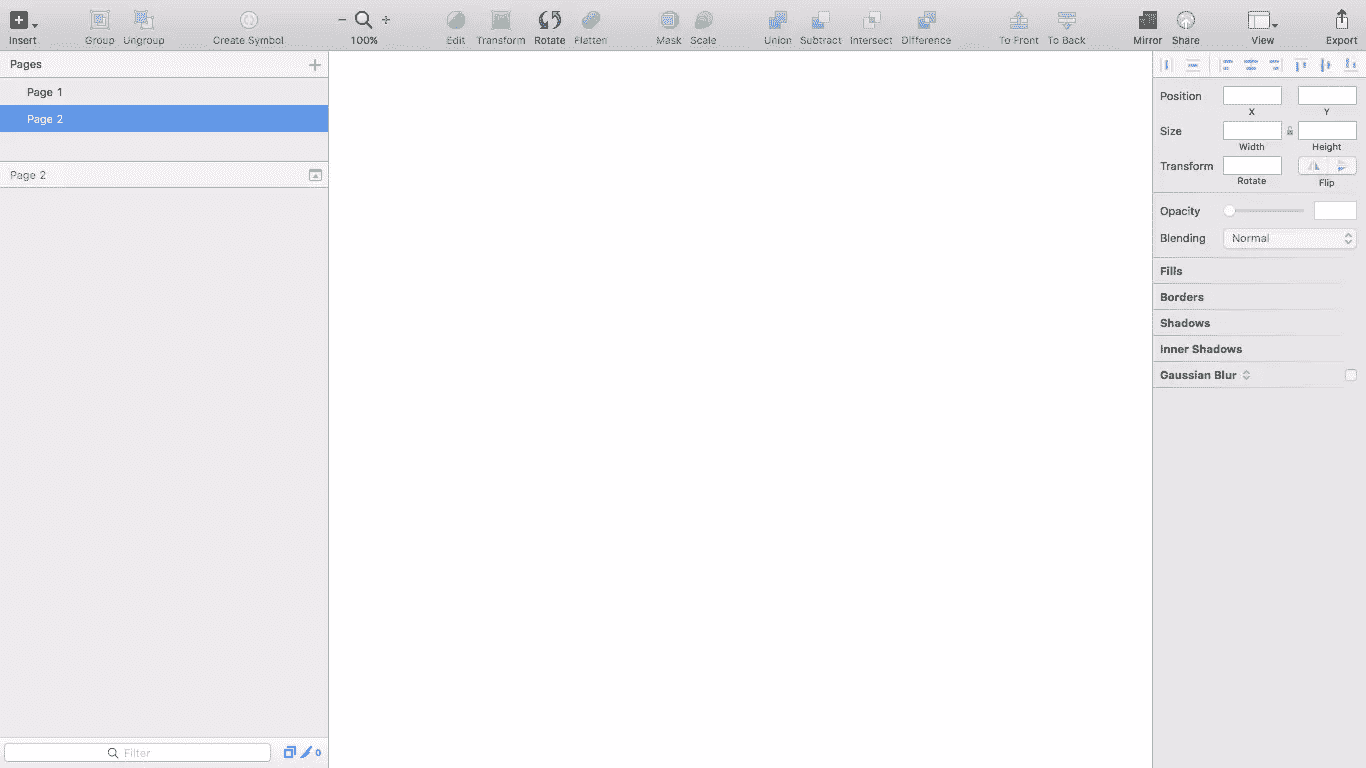 Insert Group Ungroup Create Symbol 100% Edit Transform Rotate Flatten Mask Scale Union Subtract Intersect Difference To Front To Back Mirror Share View Export
Pages
Page 1
Page 2
Page 2
Filter 0
Position
X Y
Size
Width Height
Transform
Rotate Flip
Opacity
Blending Normal
Fills
Borders
Shadows
Inner Shadows
Gaussian Blur